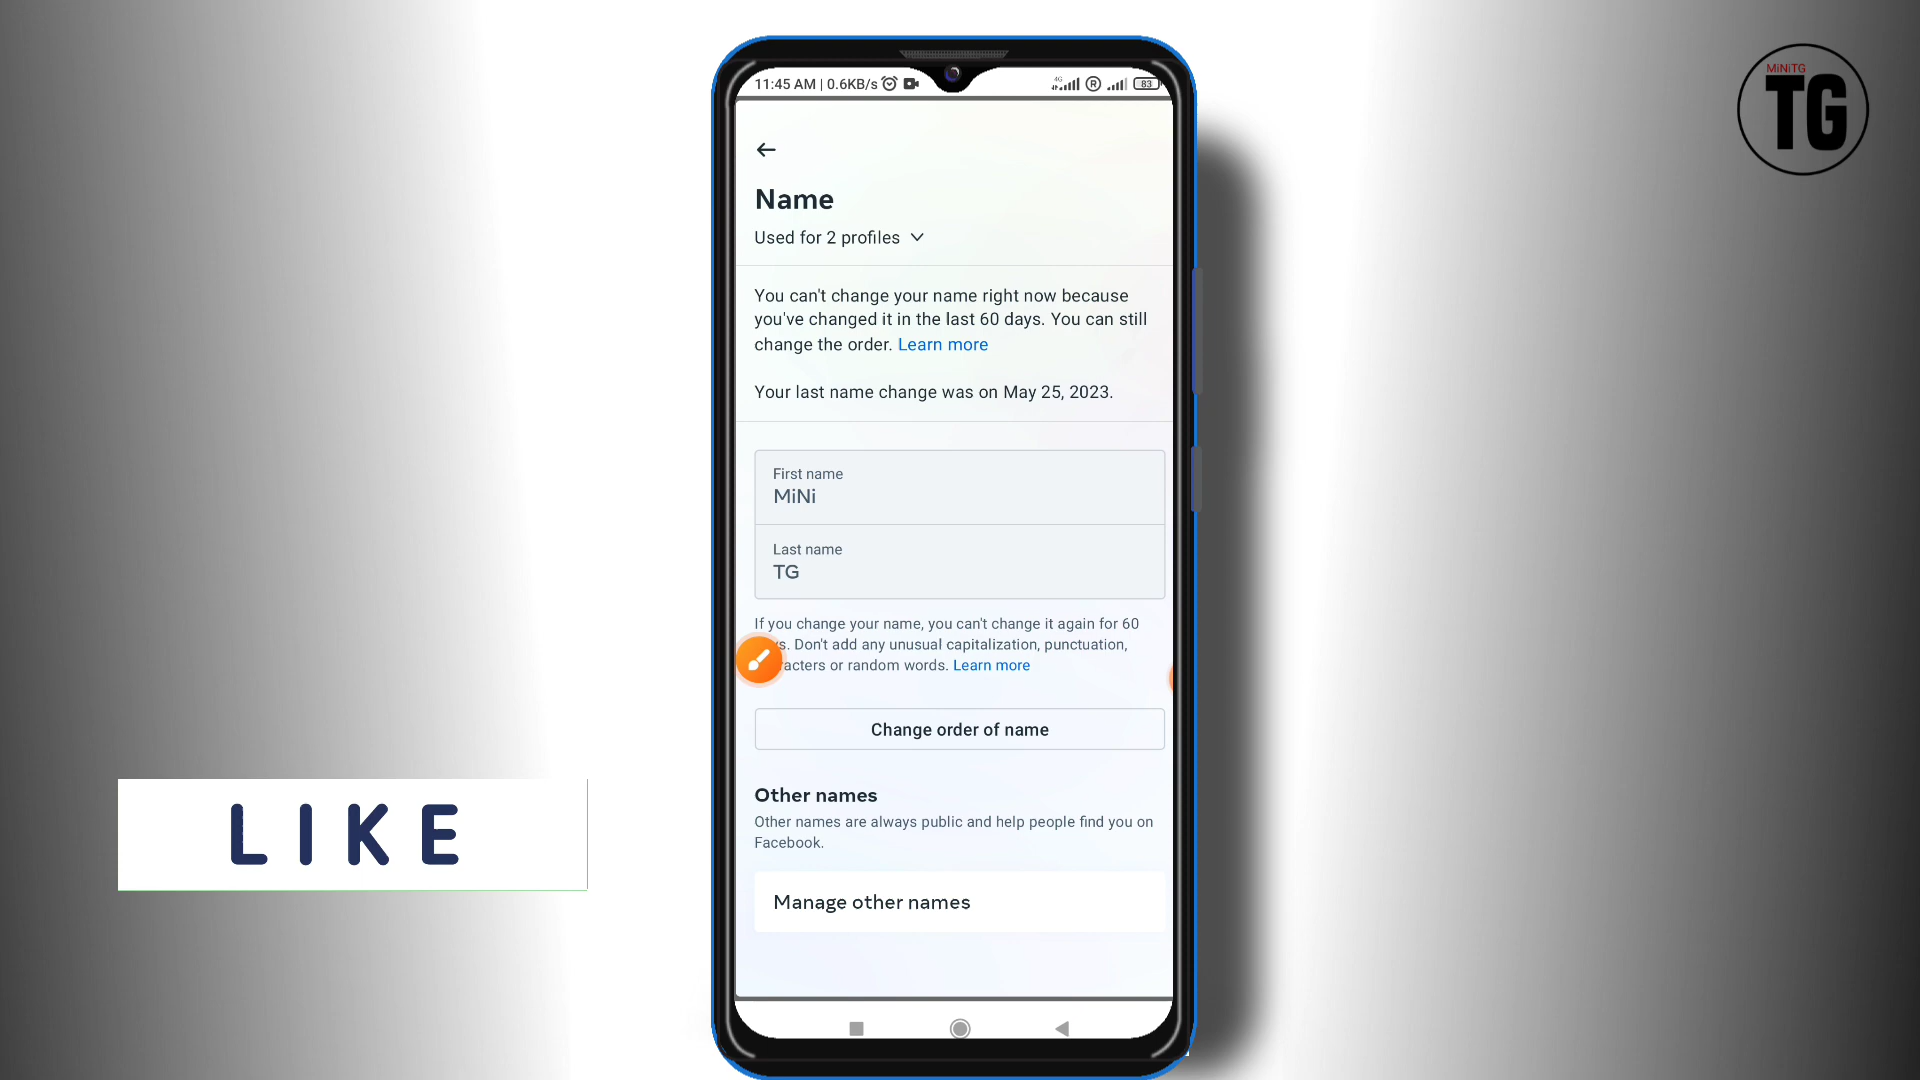 MiNiTG
TG
11:45 AM | 0.6KB/s
4G
R
83
Name
Used for 2 profiles
You can't change your name right now because
you've changed it in the last 60 days. You can still
change the order. Learn more
Your last name change was on May 25, 2023.
First name
MiNi
Last name
TG
If you change your name, you can't change it again for 60
s. Don't add any unusual capitalization, punctuation,
acters or random words. Learn more
Change order of name
Other names
Other names are always public and help people find you on
Facebook.
Manage other names
LIKE